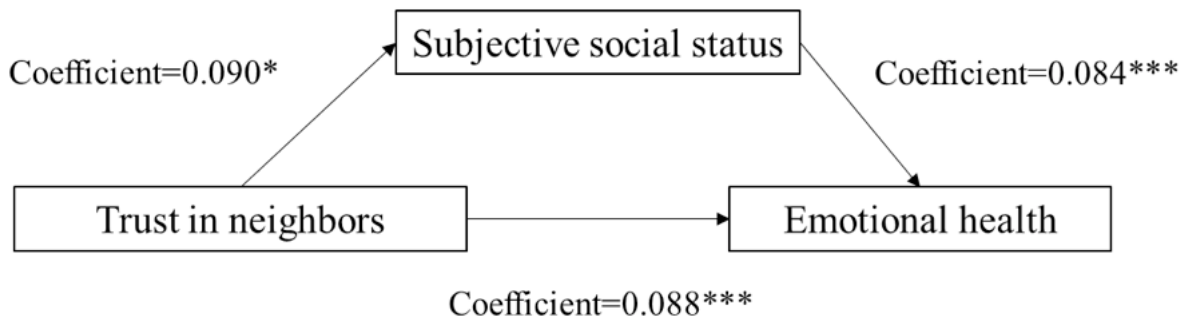 Subjective social status
Coefficient=0.090*
Coefficient=0.084***
Trust in neighbors
Emotional health
Coefficient=0.088***